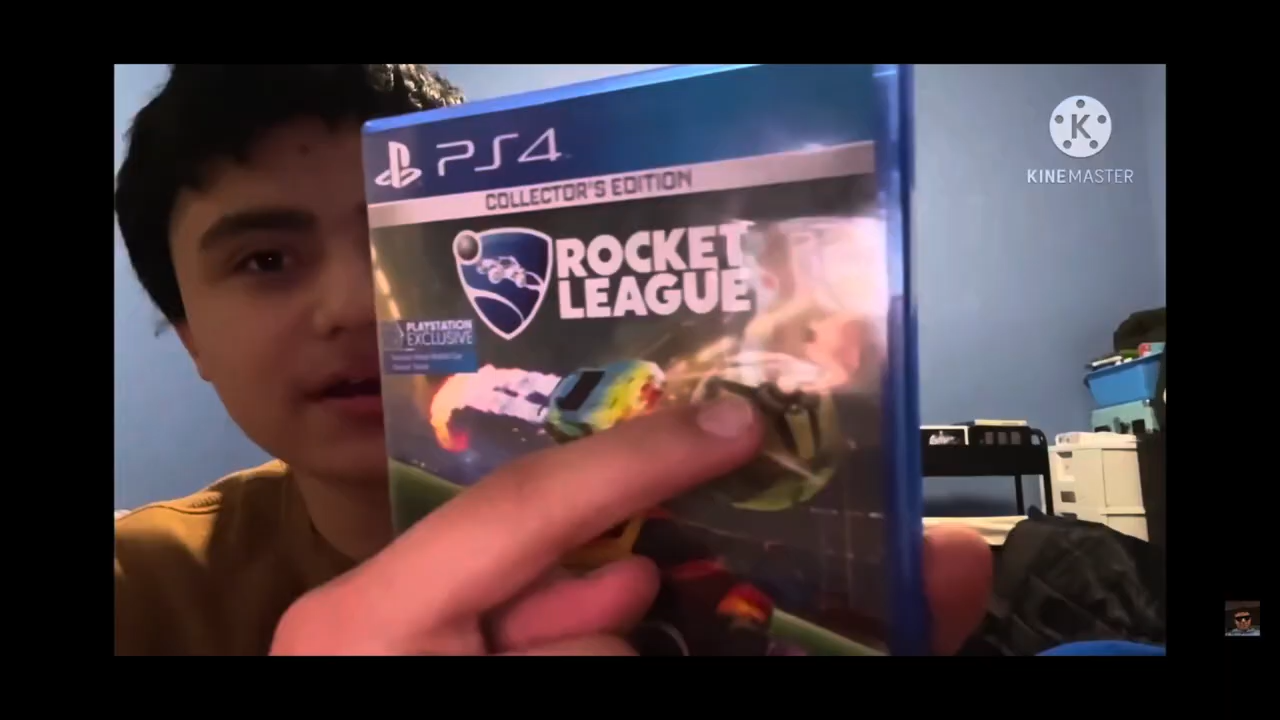 PS4
COLLECTOR'S EDITION
ROCKET
LEAGUE
PLAYSTATION
EXCLUSIVE
K
KINEMASTER